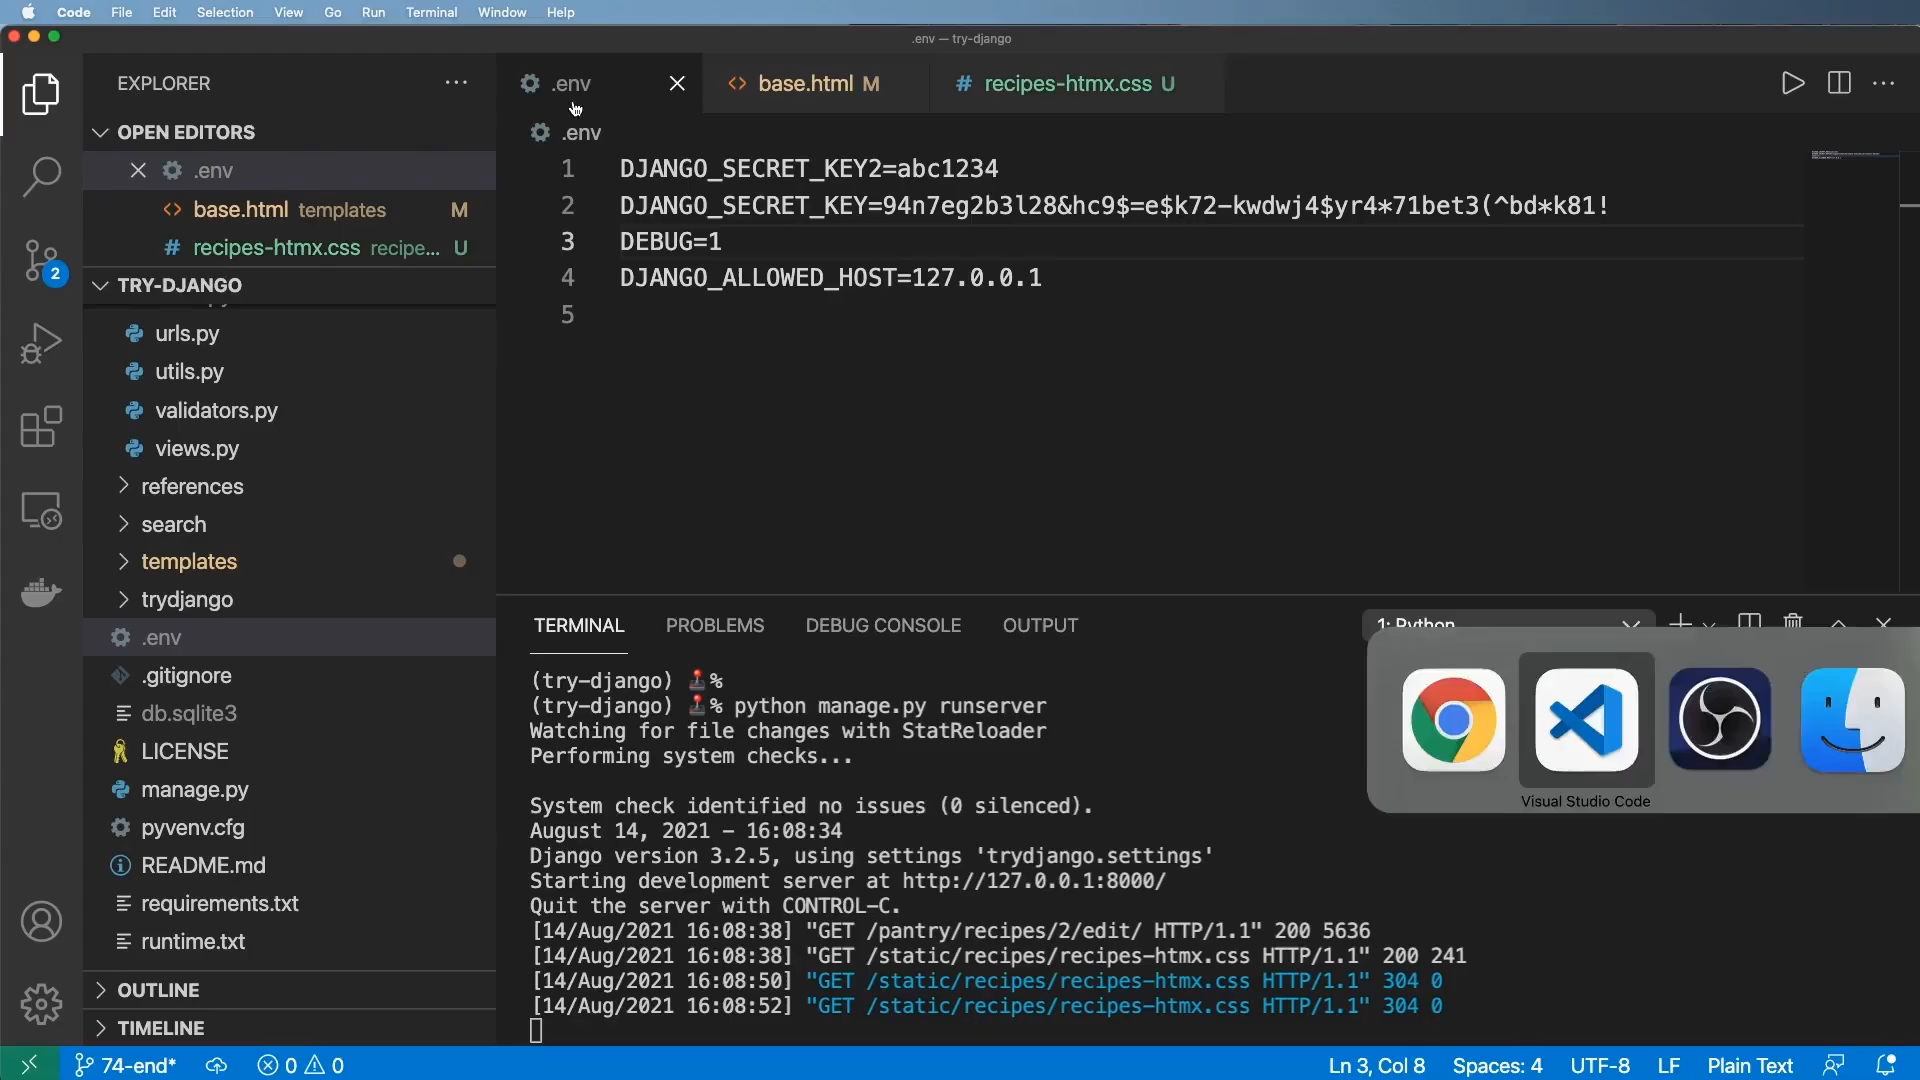 Code File Edit Selection View Go Run Terminal Window Help
.env — try-django
EXPLORER
.env
base.html M
recipes-htmx.css U
OPEN EDITORS
.env
.env
base.html templates M
recipes-htmx.css recipe... U
2
TRY-DJANGO
urls.py
utils.py
validators.py
views.py
references
search
templates
trydjango
.env
.gitignore
db.sqlite3
LICENSE
manage.py
pyvenv.cfg
README.md
requirements.txt
runtime.txt
OUTLINE
TIMELINE
1 DJANGO_SECRET_KEY2=abc1234
2 DJANGO_SECRET_KEY=94n7eg2b3l28&hc9$=e$k72-kwdwj4$yr4*71bet3(^bd*k81!
3 DEBUG=1
4 DJANGO_ALLOWED_HOST=127.0.0.1
5
TERMINAL PROBLEMS DEBUG CONSOLE OUTPUT
1: Python
(try-django) 🕹% 
(try-django) 🕹% python manage.py runserver
Watching for file changes with StatReloader
Performing system checks...
System check identified no issues (0 silenced).
August 14, 2021 - 16:08:34
Django version 3.2.5, using settings 'trydjango.settings'
Starting development server at http://127.0.0.1:8000/
Quit the server with CONTROL-C.
[14/Aug/2021 16:08:38] "GET /pantry/recipes/2/edit/ HTTP/1.1" 200 5636
[14/Aug/2021 16:08:38] "GET /static/recipes/recipes-htmx.css HTTP/1.1" 200 241
[14/Aug/2021 16:08:50] "GET /static/recipes/recipes-htmx.css HTTP/1.1" 304 0
[14/Aug/2021 16:08:52] "GET /static/recipes/recipes-htmx.css HTTP/1.1" 304 0
Visual Studio Code
74-end* 0 0
Ln 3, Col 8 Spaces: 4 UTF-8 LF Plain Text